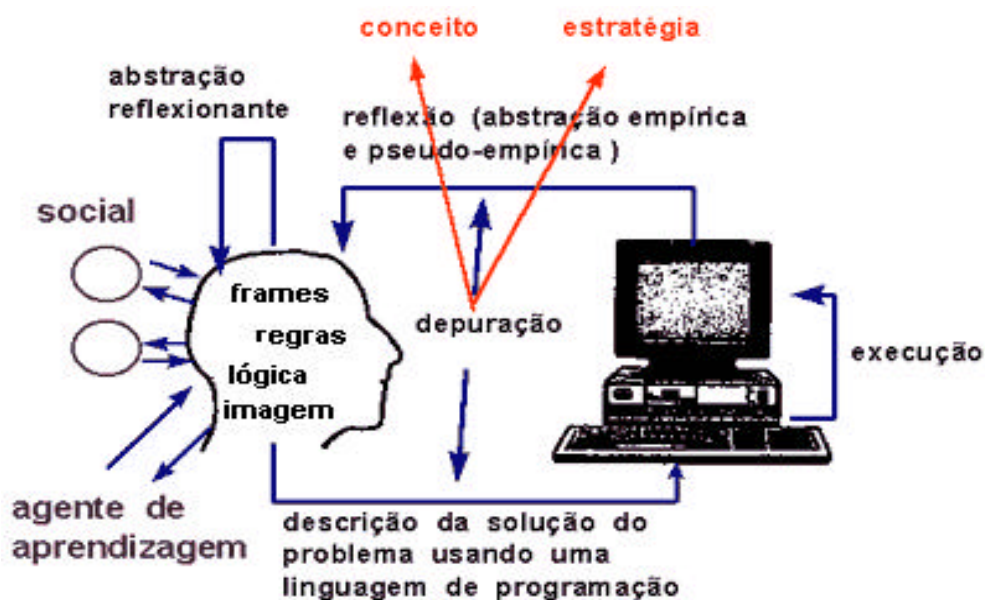 conceito
estratégia
abstração
reflexionante
reflexão (abstração empírica
e pseudo-empírica )
social
frames
regras
lógica
imagem
depuração
execução
agente de
aprendizagem
descrição da solução do
problema usando uma
linguagem de programação